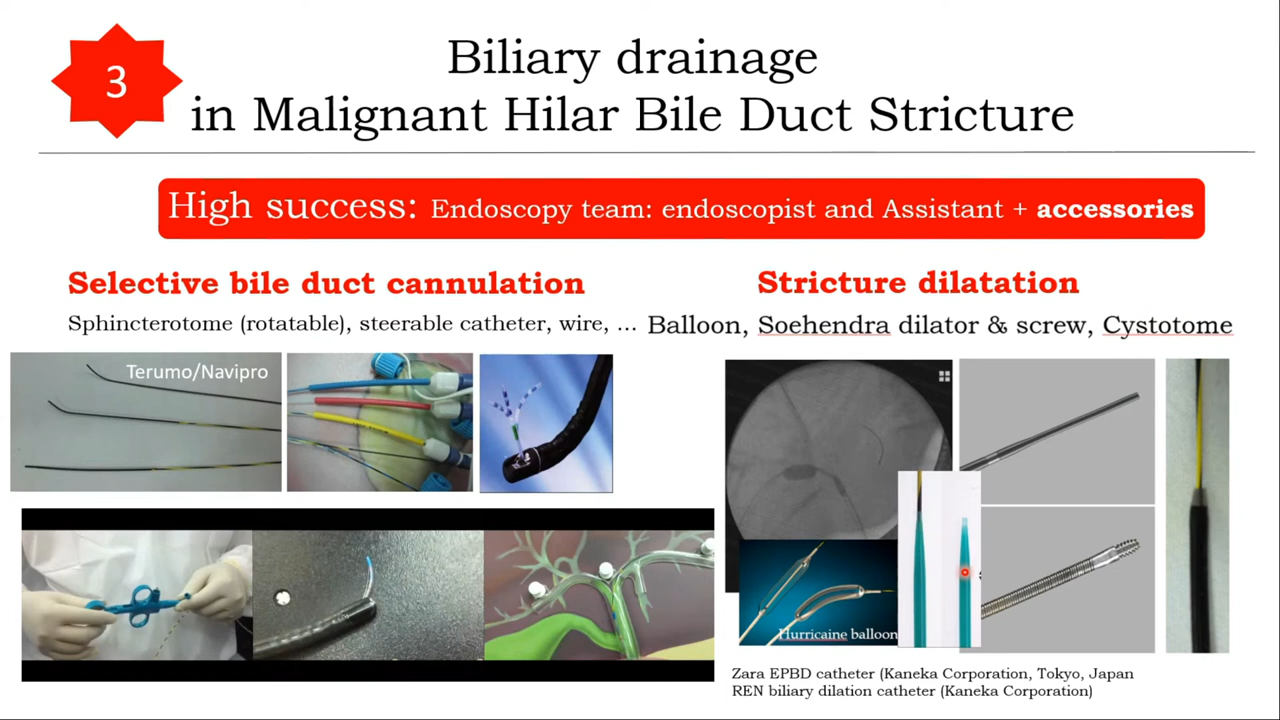 3
Biliary drainage
in Malignant Hilar Bile Duct Stricture
High success: Endoscopy team: endoscopist and Assistant + accessories
Selective bile duct cannulation
Sphincterotome (rotatable), steerable catheter, wire, ...
Terumo/Navipro
Stricture dilatation
Balloon, Soehendra dilator & screw, Cystotome
Hurricaine balloon
Zara EPBD catheter (Kaneka Corporation, Tokyo, Japan
REN biliary dilation catheter (Kaneka Corporation)